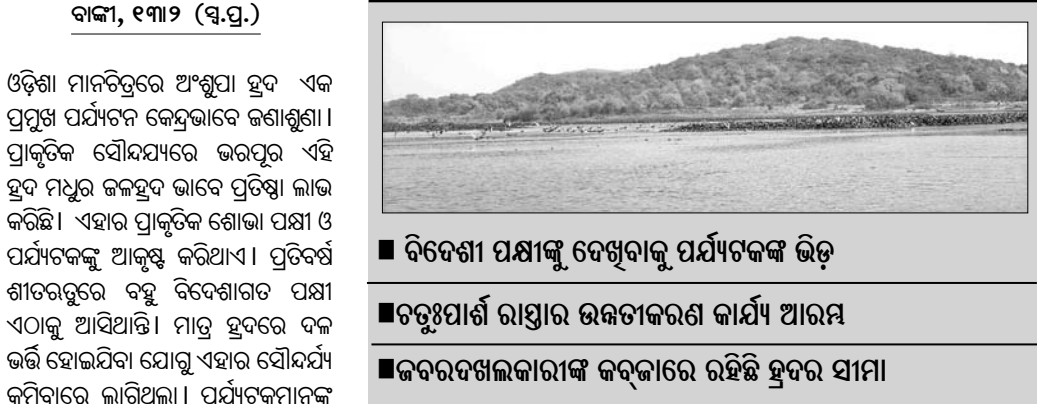 ବାଙ୍କୀ, ୧୩।୨ (ସ୍ୱ.ପ୍ର.)
ଓଡ଼ିଶା ମାନଚିତ୍ରରେ ଅଂଶୁପା ହ୍ରଦ ଏକ
ପ୍ରମୁଖ ପର୍ଯ୍ୟଟନ କେନ୍ଦ୍ରଭାବେ ଜଣାଶୁଣା।
ପ୍ରାକୃତିକ ସୌନ୍ଦଯ୍ୟରେ ଭରପୂର ଏହି
ହ୍ରଦ ମଧୁର ଜଳହ୍ରଦ ଭାବେ ପ୍ରତିଷ୍ଠା ଲାଭ
କରିଛି। ଏହାର ପ୍ରାକୃତିକ ଶୋଭା ପକ୍ଷୀ ଓ
ପର୍ଯ୍ୟଟକଙ୍କୁ ଆକୃଷ୍ଟ କରିଥାଏ। ପ୍ରତିବର୍ଷ
ଶୀତଋତୁରେ ବହୁ ବିଦେଶାଗତ ପକ୍ଷୀ
ଏଠାକୁ ଆସିଥାନ୍ତି। ମାତ୍ର ହ୍ରଦରେ ଦଳ
ଭର୍ତ୍ତି ହୋଇଯିବା ଯୋଗୁ ଏହାର ସୌନ୍ଦର୍ଯ୍ୟ
କମିବାରେ ଲାଗିଥିଲା। ପର୍ଯ୍ୟଟକମାନଙ୍କ
■ ବିଦେଶୀ ପକ୍ଷୀଙ୍କୁ ଦେଖିବାକୁ ପର୍ଯ୍ୟଟକଙ୍କ ଭିଡ଼
■ଚତୁଃପାର୍ଶ ରାସ୍ତାର ଉନ୍ନତୀକରଣ କାର୍ଯ୍ୟ ଆରମ୍ଭ
■ଜବରଦଖଲକାରୀଙ୍କ କବ୍‌ଜାରେ ରହିଛି ହ୍ରଦର ସୀମା